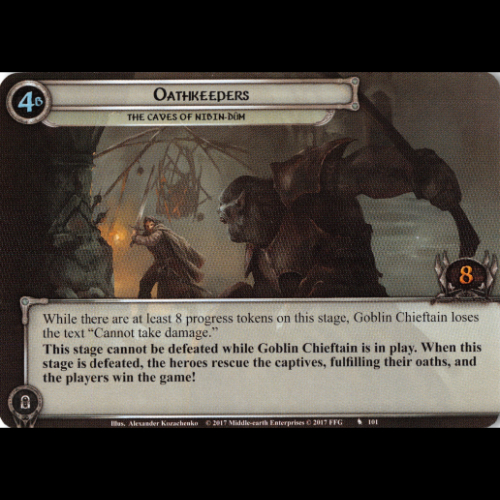 4B
OATHKEEPERS
THE CAVES OF NIBIN-DÛM
8
While there are at least 8 progress tokens on this stage, Goblin Chieftain loses
the text “Cannot take damage.”
This stage cannot be defeated while Goblin Chieftain is in play. When this
stage is defeated, the heroes rescue the captives, fulfilling their oaths, and
the players win the game!
Illus. Alexander Kozachenko © 2017 Middle-earth Enterprises © 2017 FFG 101